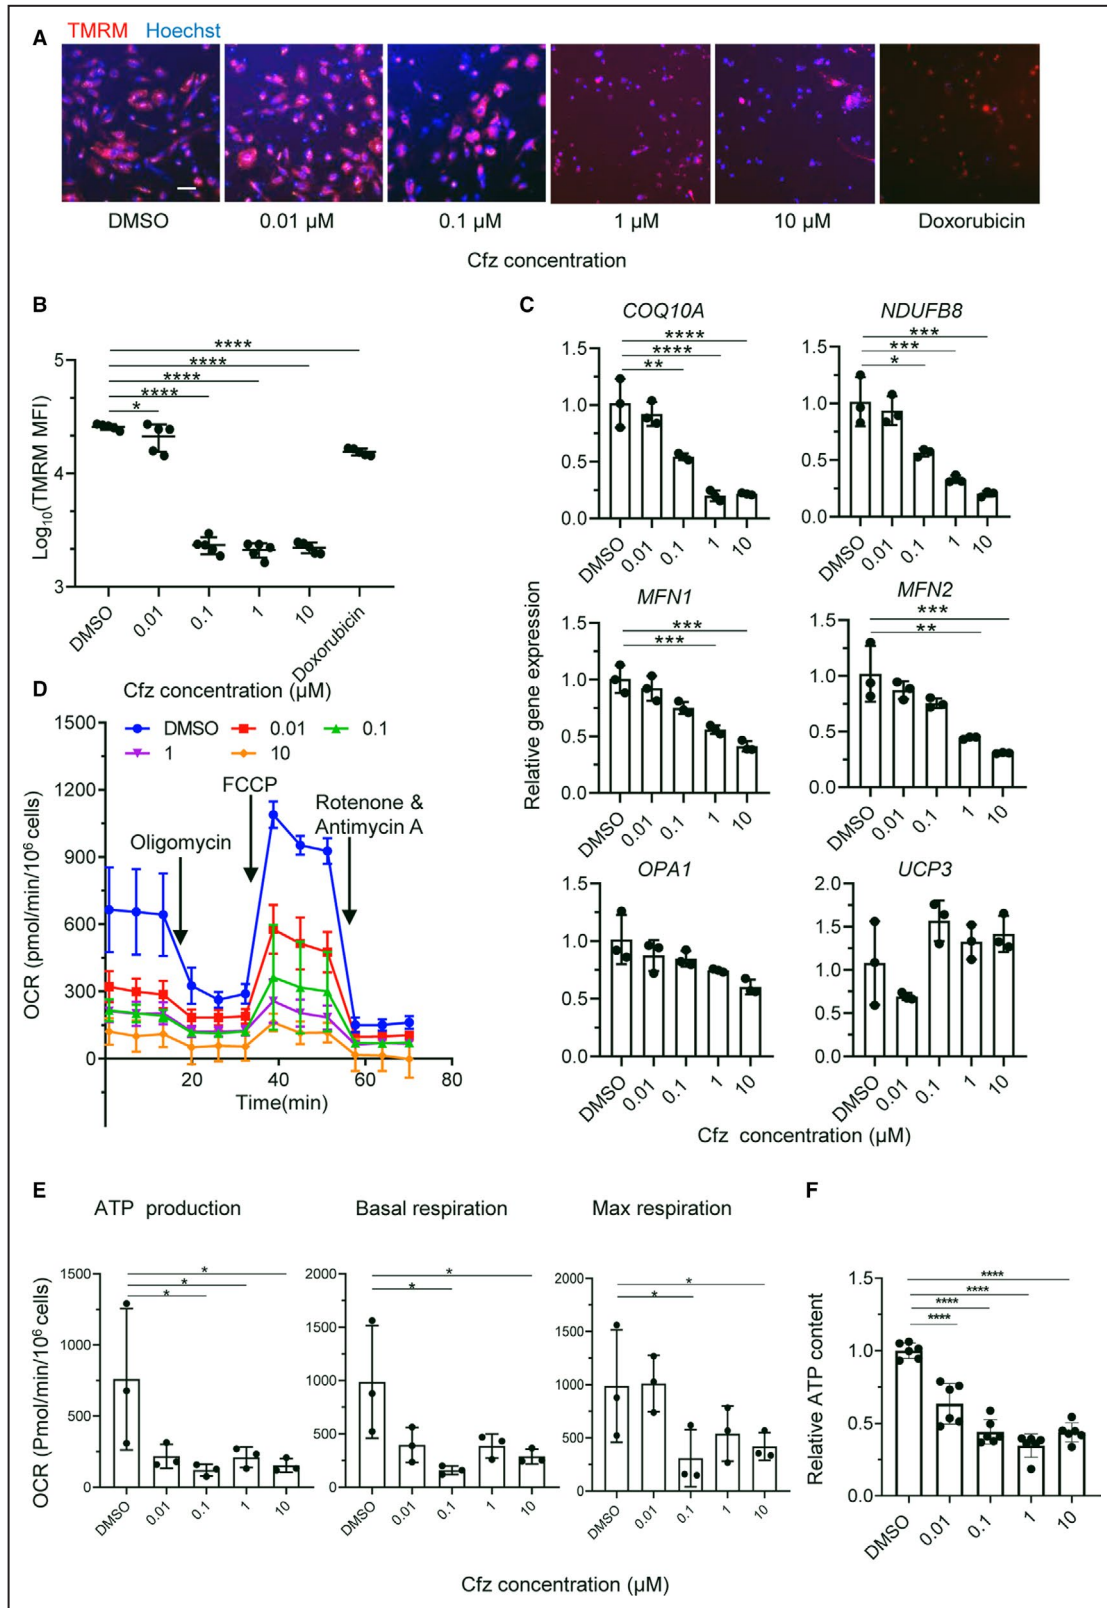 A
TMRM Hoechst
DMSO 0.01 µM 0.1 µM 1 µM 10 µM Doxorubicin
Cfz concentration
B
**** 
****
****
****
*
Log10(TMRM MFI)
5
4
3
DMSO 0.01 0.1 1 10 Doxorubicin
Cfz concentration (µM)
C
Relative gene expression
COQ10A
****
****
**
1.5
1.0
0.5
0.0
DMSO 0.01 0.1 1 10
NDUFB8
***
***
*
1.5
1.0
0.5
0.0
DMSO 0.01 0.1 1 10
MFN1
***
***
1.5
1.0
0.5
0.0
DMSO 0.01 0.1 1 10
MFN2
***
**
1.5
1.0
0.5
0.0
DMSO 0.01 0.1 1 10
OPA1
1.5
1.0
0.5
0.0
DMSO 0.01 0.1 1 10
UCP3
2.0
1.5
1.0
0.5
0.0
DMSO 0.01 0.1 1 10
Cfz concentration (µM)
D
DMSO 0.01 0.1
1 10
OCR (pmol/min/10^6 cells)
1500
1200
900
600
300
0
Oligomycin
FCCP
Rotenone &
Antimycin A
20 40 60 80
Time(min)
E
OCR (Pmol/min/10^6 cells)
ATP production
*
*
*
1500
1000
500
0
DMSO 0.01 0.1 1 10
Basal respiration
*
*
2000
1500
1000
500
0
DMSO 0.01 0.1 1 10
Max respiration
*
*
2000
1500
1000
500
0
DMSO 0.01 0.1 1 10
F
Relative ATP content
****
****
****
****
1.5
1.0
0.5
0.0
DMSO 0.01 0.1 1 10
Cfz concentration (µM)